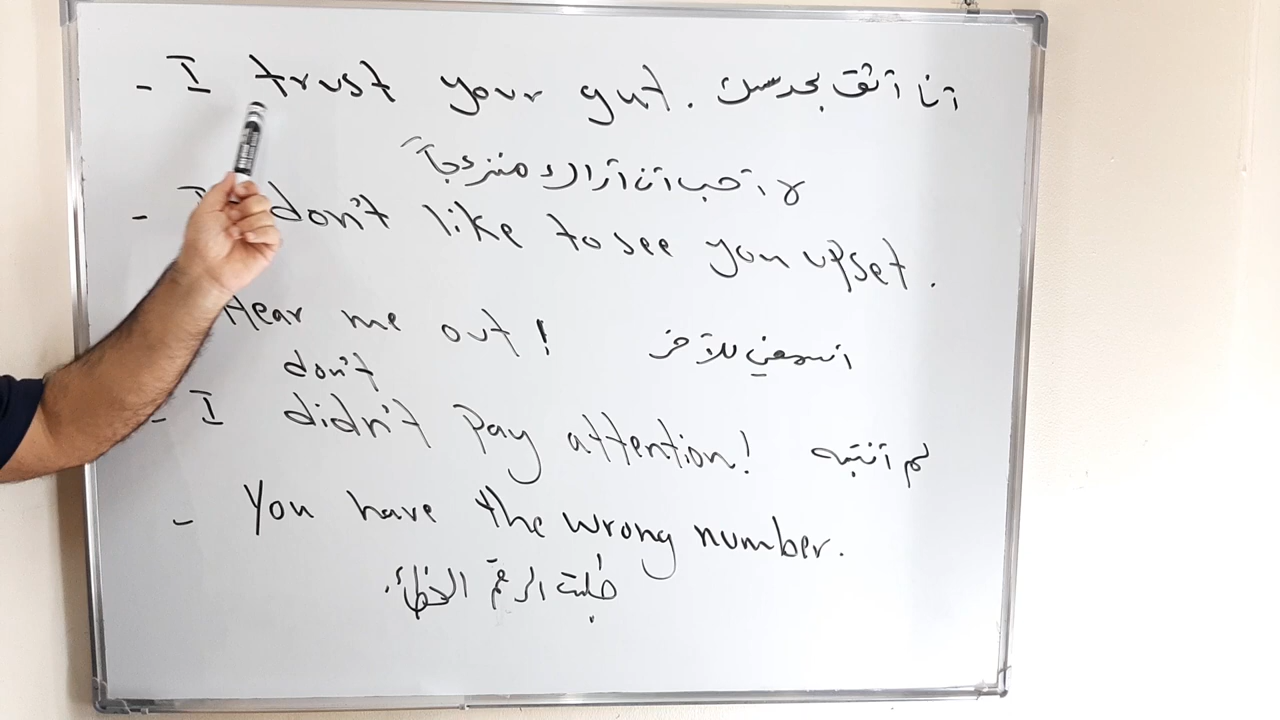 - I trust your gut. أنا أثق بحدسك
لا أحب أن أراك منزعجاً
- I don't like to see you upset.
Hear me out! اسمعني للآخر
don't
- I didn't pay attention! لم أنتبه
- You have the wrong number.
طلبت الرقم الخطأ.